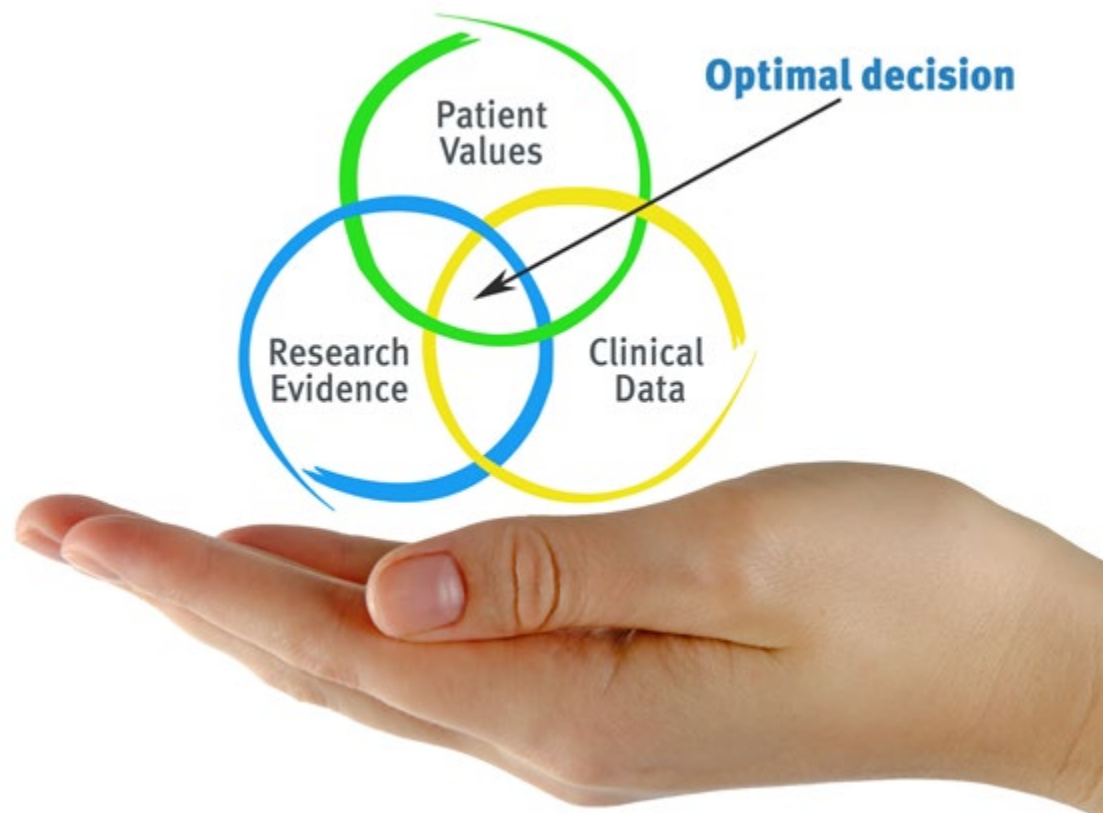 Optimal decision
Patient
Values
Research
Evidence
Clinical
Data